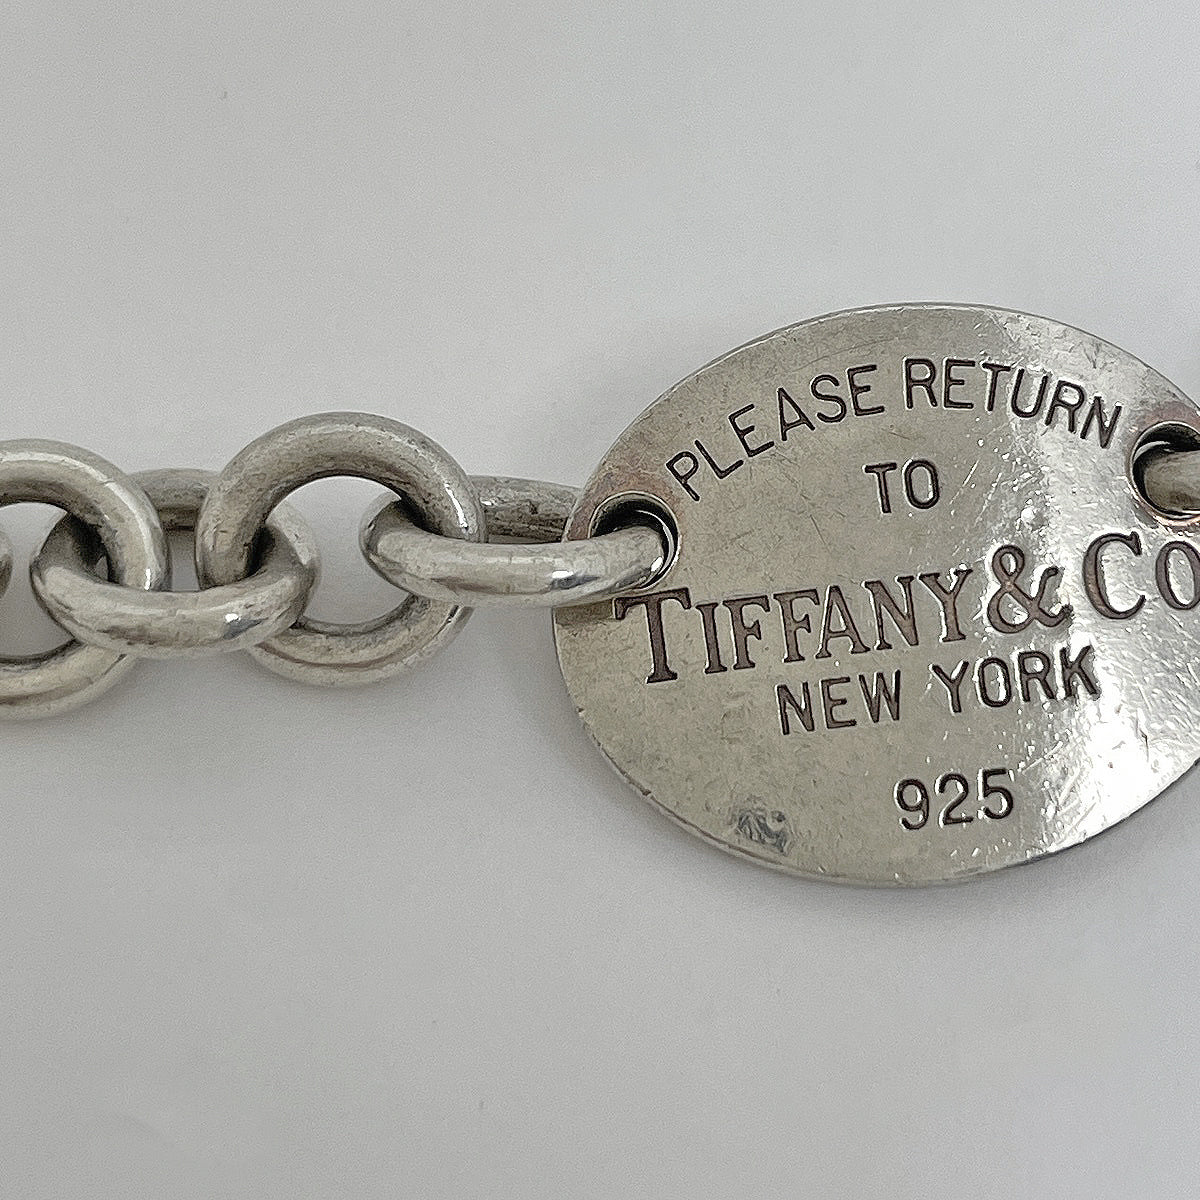 PLEASE RETURN
TO
TIFFANY & CO
NEW YORK
925